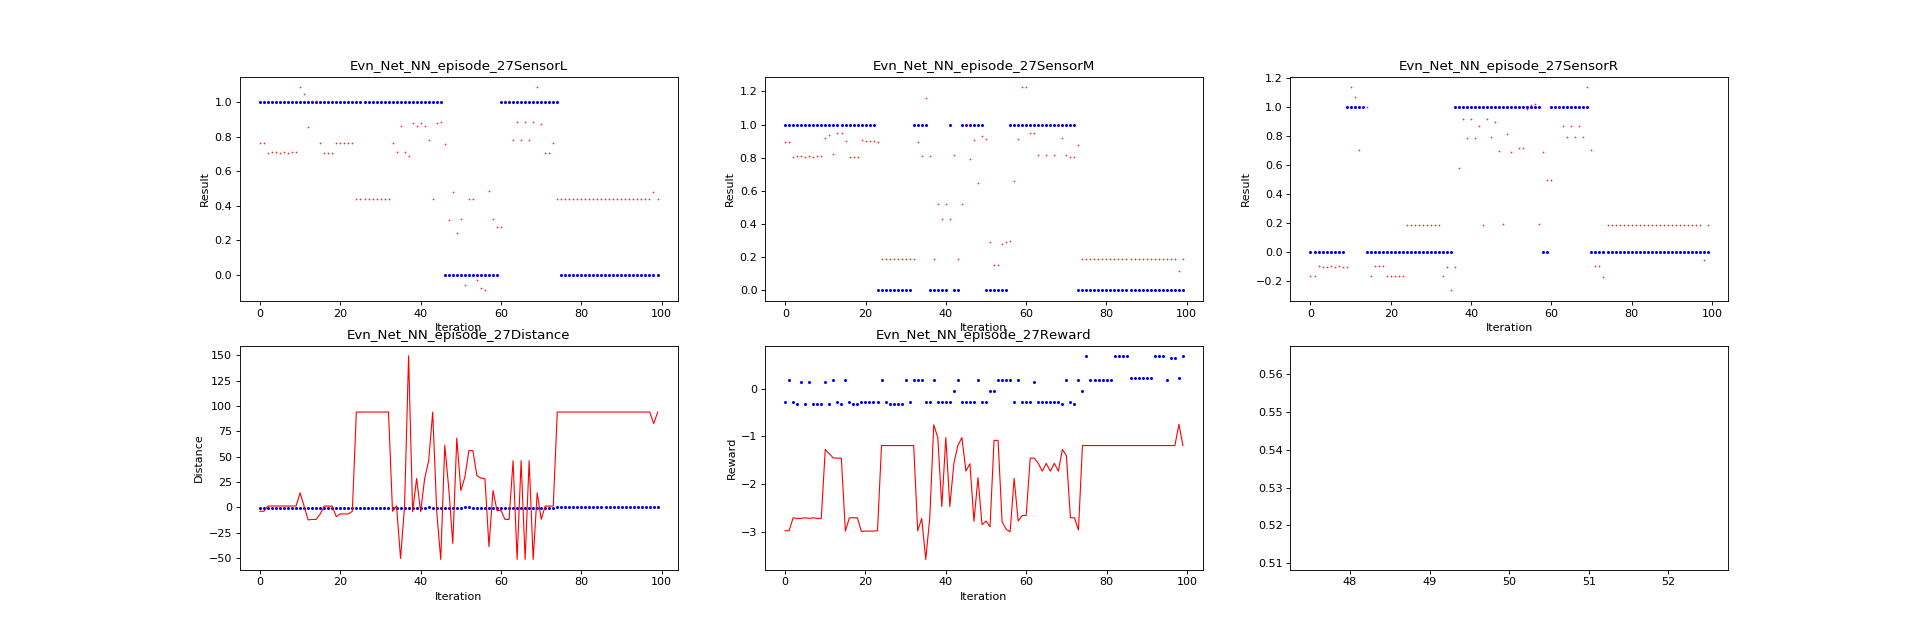 Evn_Net_NN_episode_27SensorL
Result
1.0
0.8
0.6
0.4
0.2
0.0
0 20 40 60 80 100
Iteration
Evn_Net_NN_episode_27SensorM
Result
1.2
1.0
0.8
0.6
0.4
0.2
0.0
0 20 40 60 80 100
Iteration
Evn_Net_NN_episode_27SensorR
Result
1.2
1.0
0.8
0.6
0.4
0.2
0.0
−0.2
0 20 40 60 80 100
Iteration
Evn_Net_NN_episode_27Distance
Distance
150
125
100
75
50
25
0
−25
−50
0 20 40 60 80 100
Iteration
Evn_Net_NN_episode_27Reward
Reward
0
−1
−2
−3
0 20 40 60 80 100
Iteration
0.56
0.55
0.54
0.53
0.52
0.51
48 49 50 51 52